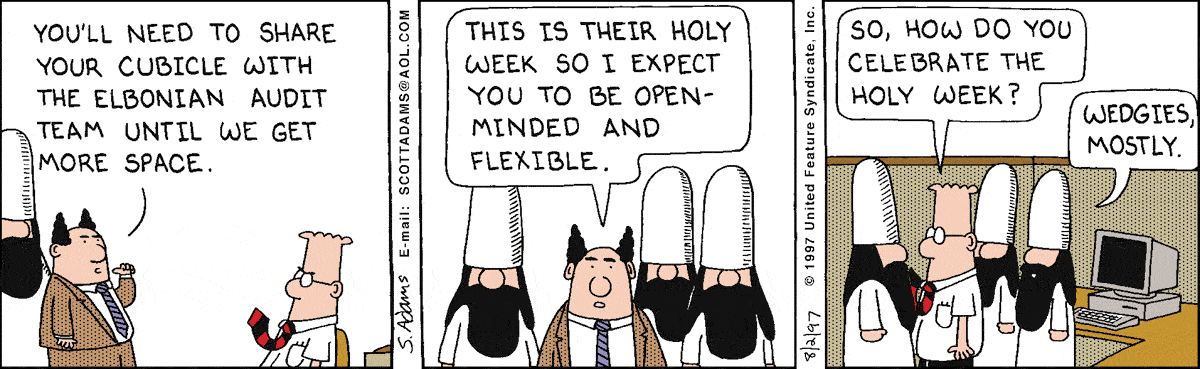 YOU'LL NEED TO SHARE
YOUR CUBICLE WITH
THE ELBONIAN AUDIT
TEAM UNTIL WE GET
MORE SPACE.
S. Adams
E-mail: SCOTTADAMS@AOL.COM
THIS IS THEIR HOLY
WEEK SO I EXPECT
YOU TO BE OPEN-
MINDED AND
FLEXIBLE.
8/2/97
© 1997 United Feature Syndicate, Inc.
SO, HOW DO YOU
CELEBRATE THE
HOLY WEEK?
WEDGIES,
MOSTLY.